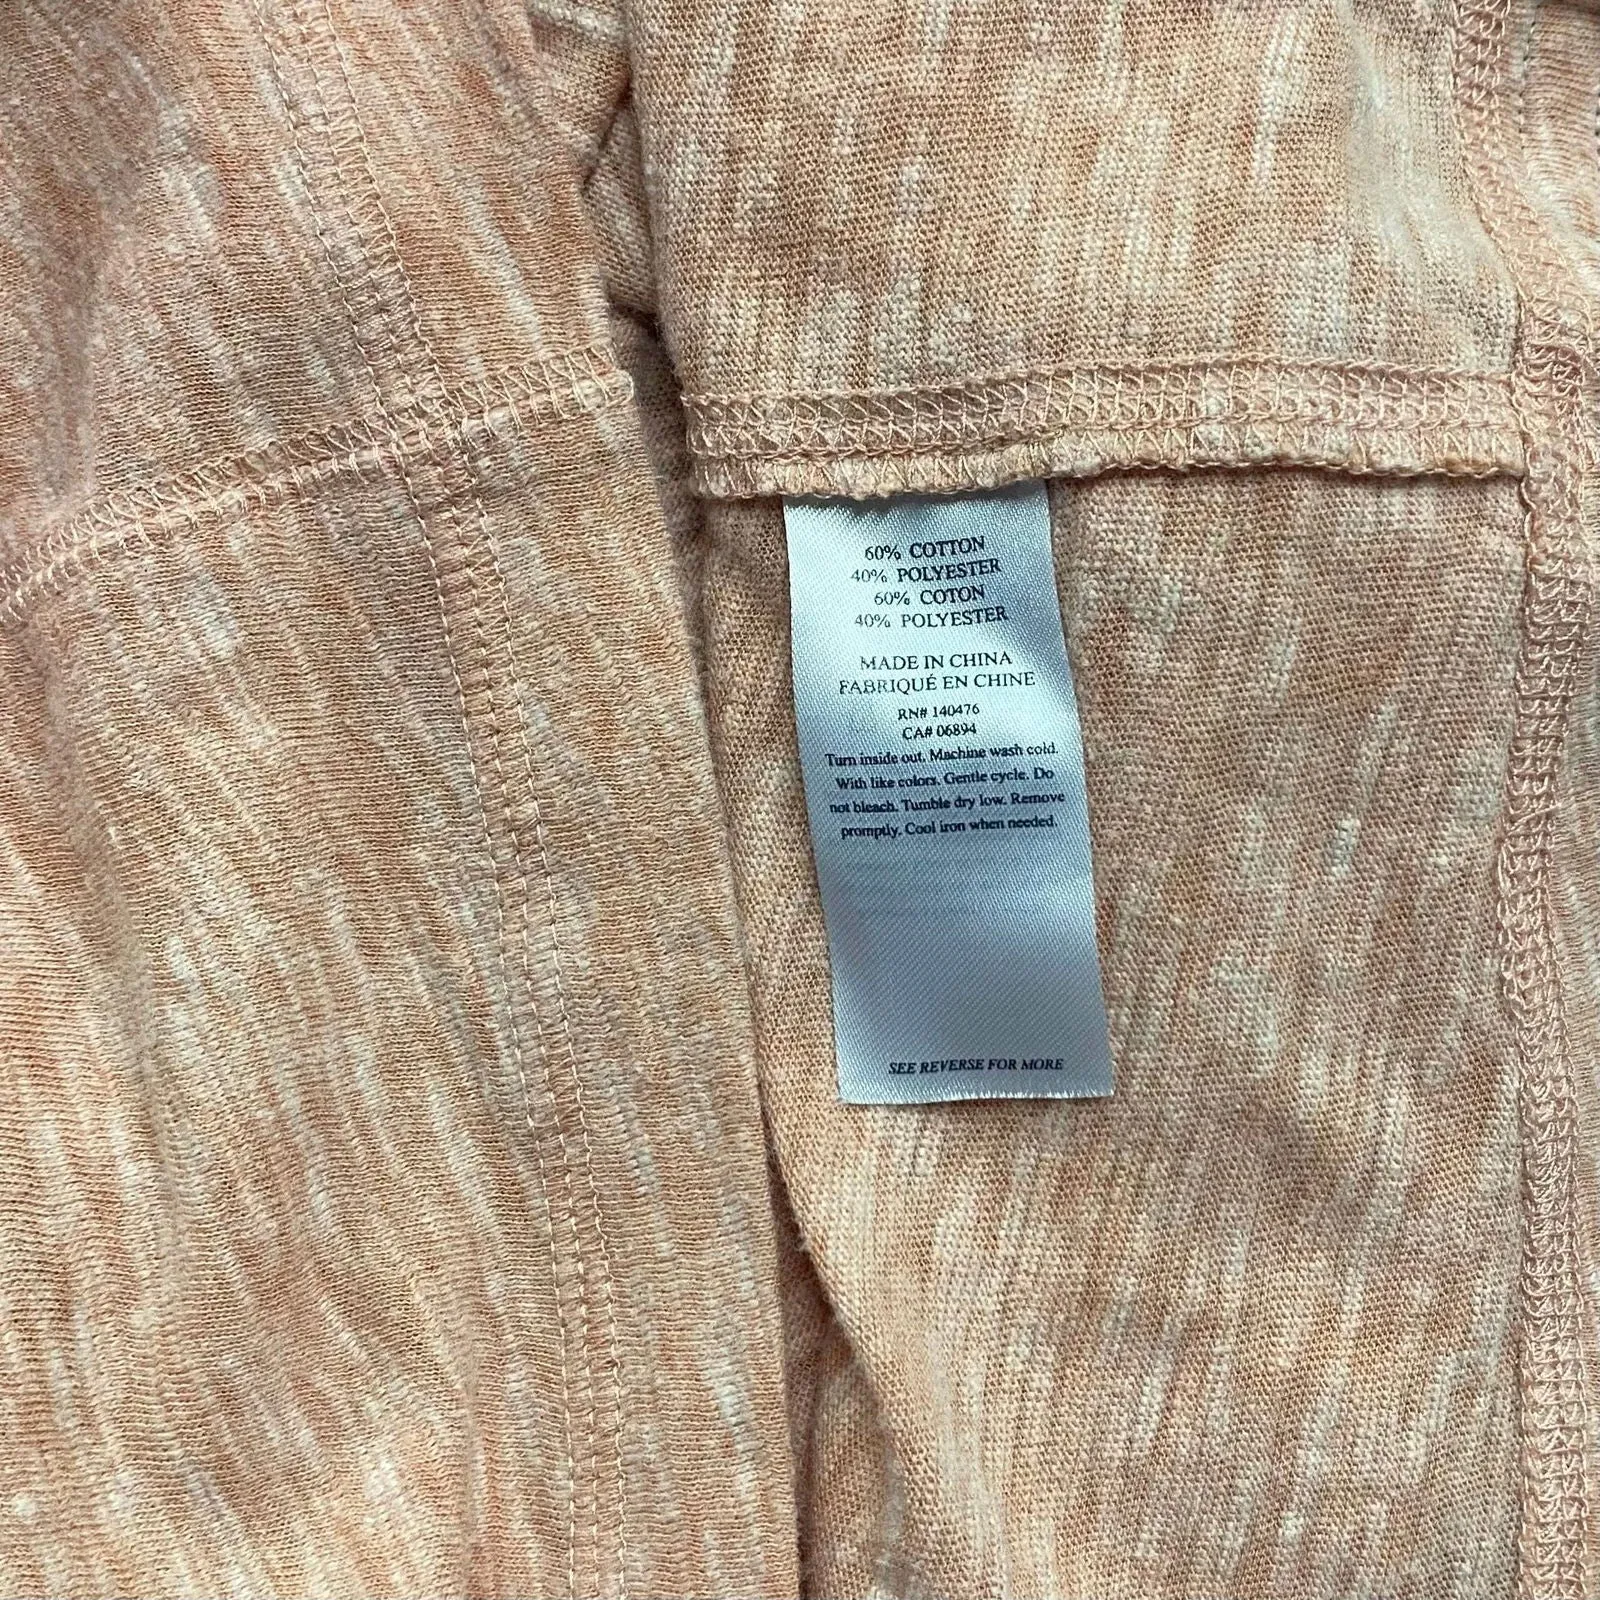 60% COTTON
40% POLYESTER
60% COTON
40% POLYESTER
MADE IN CHINA
FABRIQUÉ EN CHINE
RN# 140476
CA# 06894
Turn inside out. Machine wash cold.
With like colors. Gentle cycle. Do
not bleach. Tumble dry low. Remove
promptly. Cool iron when needed.
SEE REVERSE FOR MORE